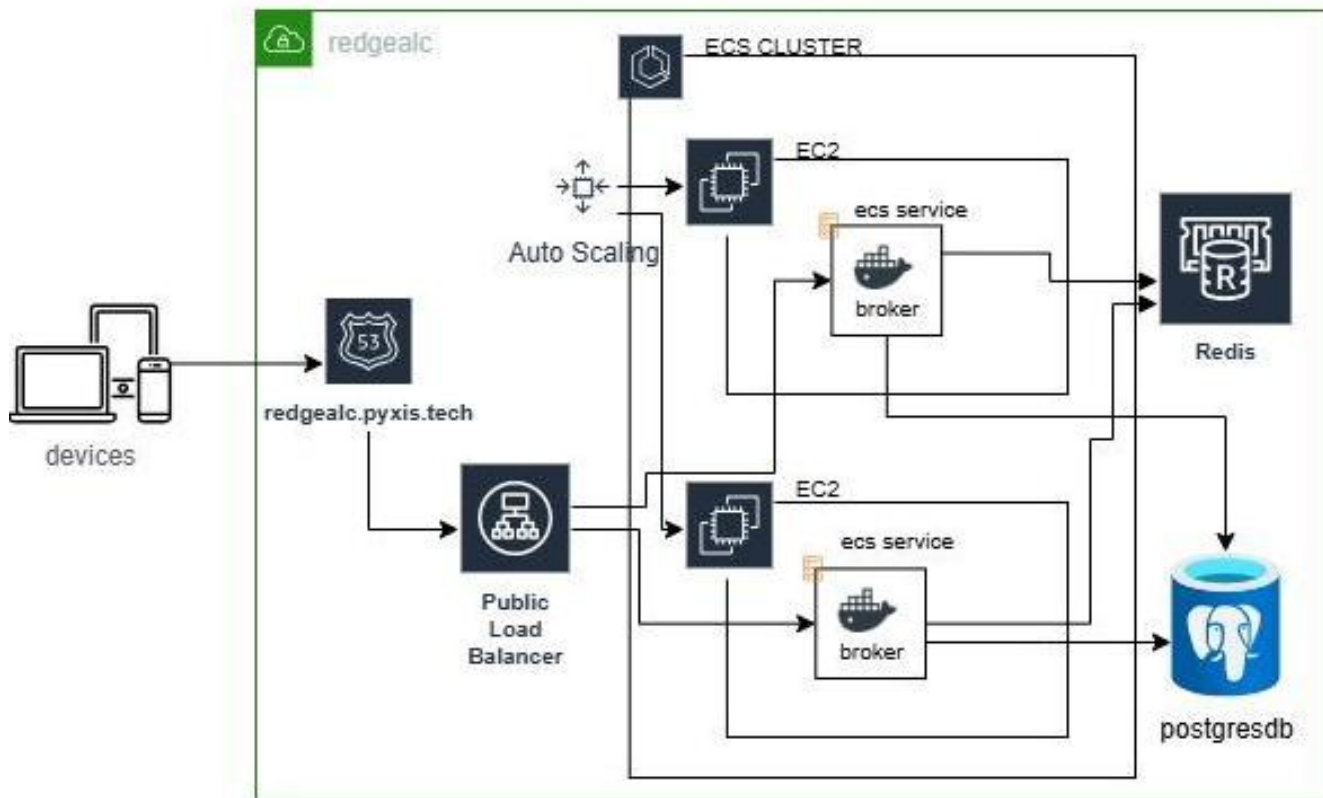 redgealc
ECS CLUSTER
EC2
ecs service
broker
Auto Scaling
R
Redis
53
redgealc.pyxis.tech
devices
EC2
ecs service
broker
Public
Load
Balancer
postgresdb